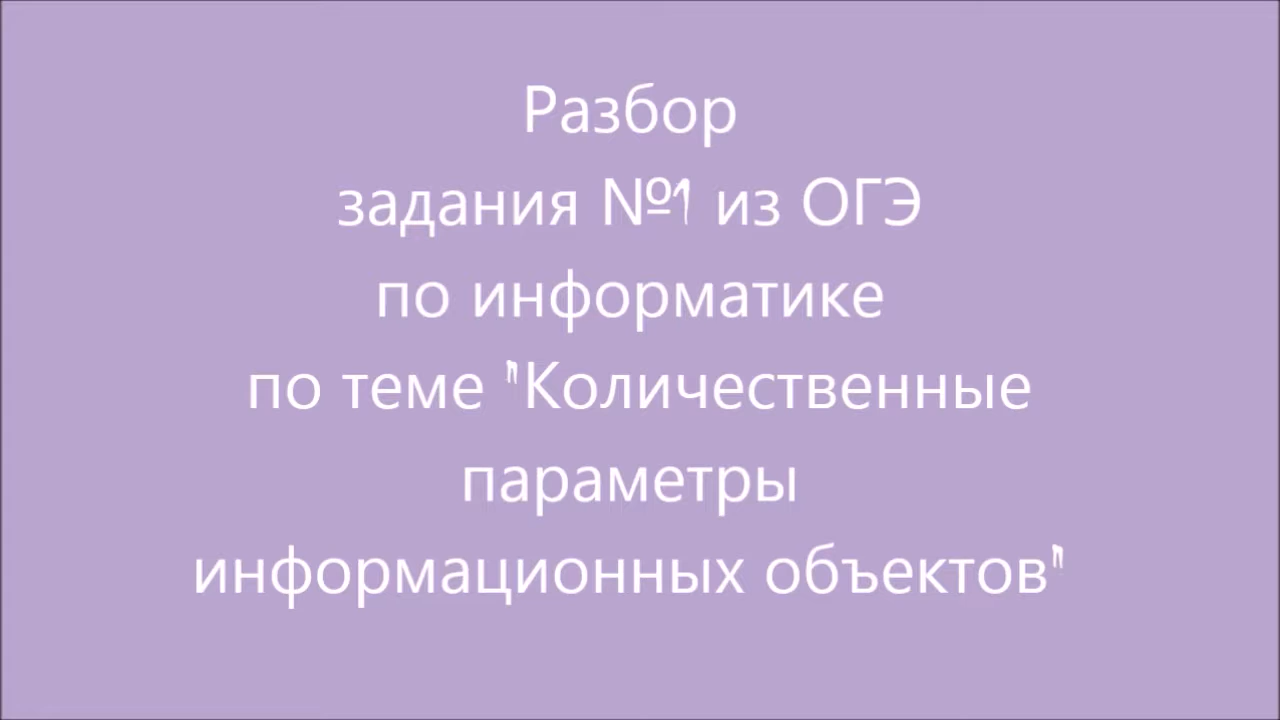 Разбор
задания №1 из ОГЭ
по информатике
по теме "Количественные
параметры
информационных объектов"